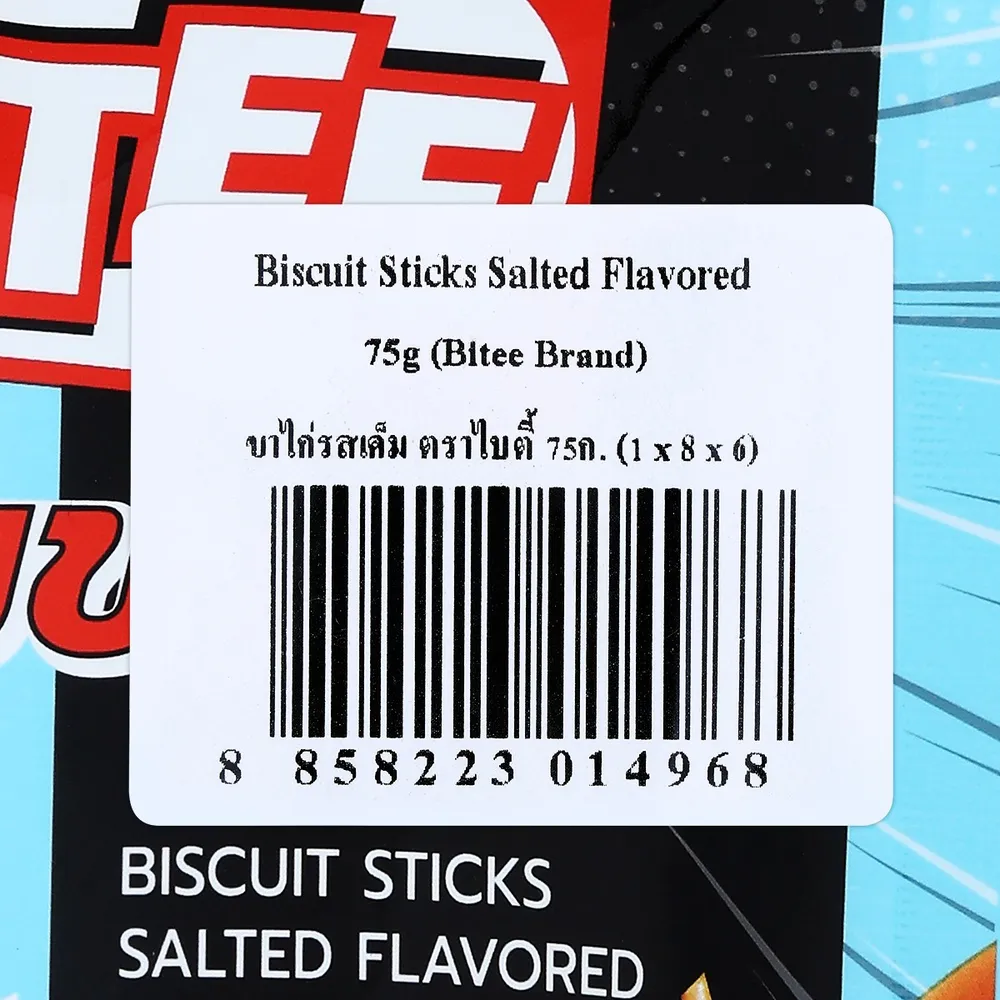 TEE
Biscuit Sticks Salted Flavored
75g (Bitee Brand)
ขาไก่รสเค็ม ตราไบตี้ 75ก. (1 x 8 x 6)
8 858223 014968
BISCUIT STICKS
SALTED FLAVORED